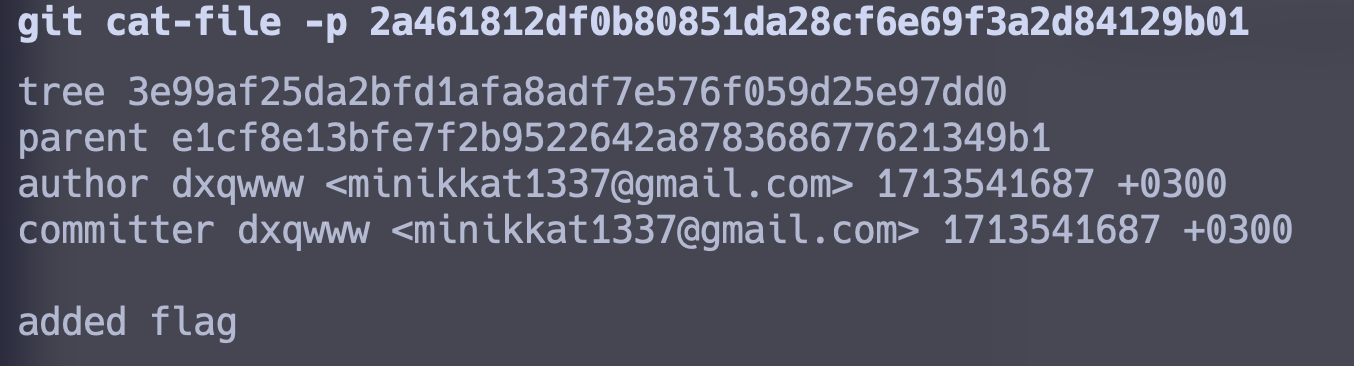 git cat-file -p 2a461812df0b80851da28cf6e69f3a2d84129b01
tree 3e99af25da2bfd1afa8adf7e576f059d25e97dd0
parent e1cf8e13bfe7f2b9522642a878368677621349b1
author dxqwww <minikkat1337@gmail.com> 1713541687 +0300
committer dxqwww <minikkat1337@gmail.com> 1713541687 +0300
added flag